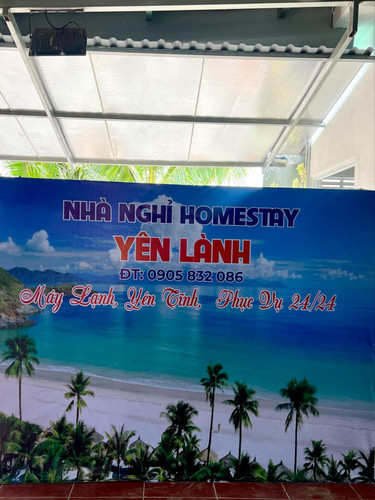 NHÀ NGHỈ HOMESTAY
YÊN LÀNH
ĐT: 0905 832 086
Máy Lạnh, Yên Tĩnh, Phục Vụ 24/24